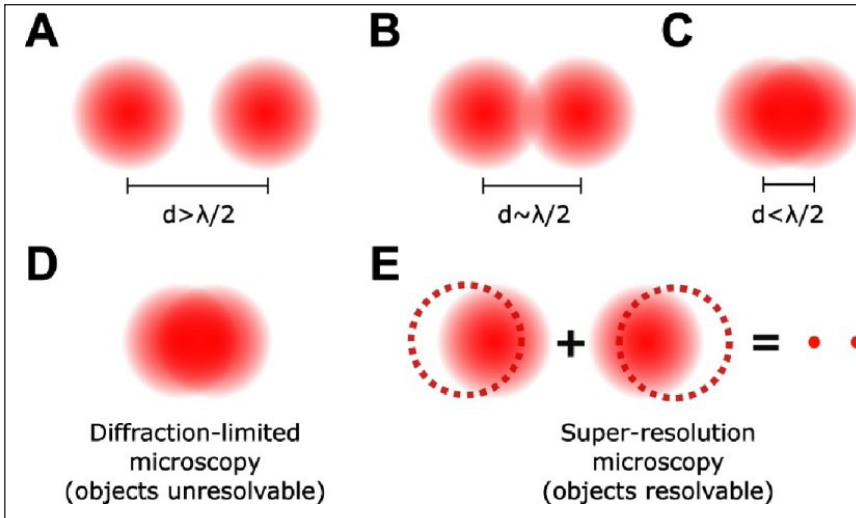 A
B
C
d>λ/2
d~λ/2
d<λ/2
D
E
+
=
Diffraction-limited
microscopy
(objects unresolvable)
Super-resolution
microscopy
(objects resolvable)